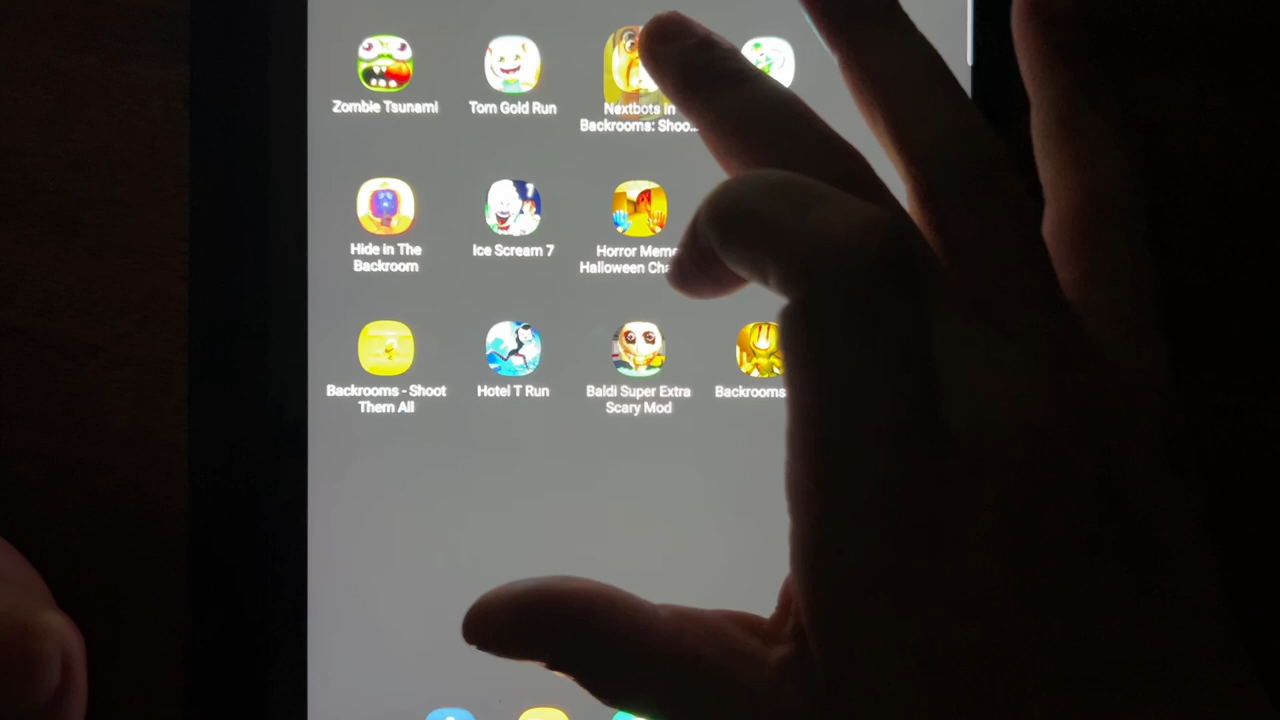 Zombie Tsunami
Tom Gold Run
Nextbots In
Backrooms: Shoo...
Hide in The
Backroom
Ice Scream 7
Horror Meme
Halloween Cha
Backrooms - Shoot
Them All
Hotel T Run
Baldi Super Extra
Scary Mod
Backrooms